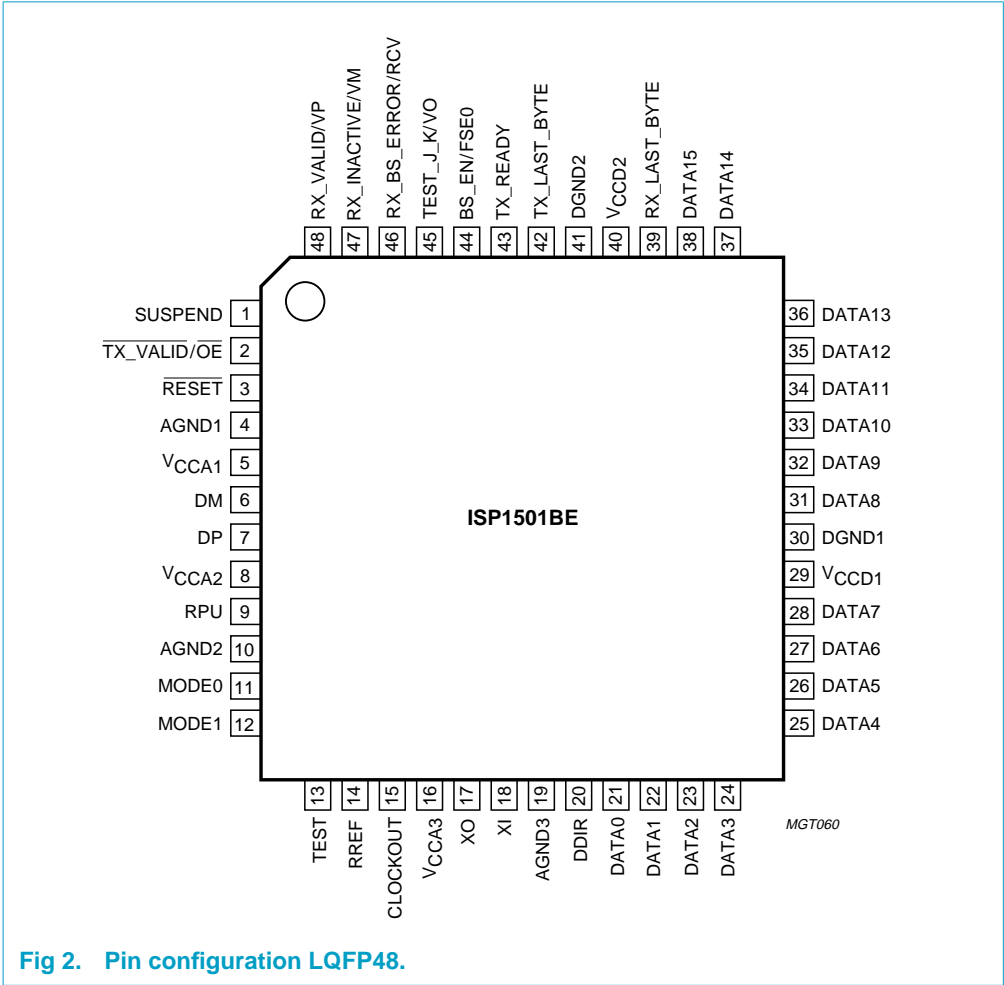 48 RX_VALID/VP
47 RX_INACTIVE/VM
46 RX_BS_ERROR/RCV
45 TEST_J_K/VO
44 BS_EN/FSE0
43 TX_READY
42 TX_LAST_BYTE
41 DGND2
40 VCCD2
39 RX_LAST_BYTE
38 DATA15
37 DATA14
SUSPEND 1
TX_VALID/OE 2
RESET 3
AGND1 4
VCCA1 5
DM 6
DP 7
VCCA2 8
RPU 9
AGND2 10
MODE0 11
MODE1 12
ISP1501BE
36 DATA13
35 DATA12
34 DATA11
33 DATA10
32 DATA9
31 DATA8
30 DGND1
29 VCCD1
28 DATA7
27 DATA6
26 DATA5
25 DATA4
13 TEST
14 RREF
15 CLOCKOUT
16 VCCA3
17 XO
18 XI
19 AGND3
20 DDIR
21 DATA0
22 DATA1
23 DATA2
24 DATA3
MGT060
Fig 2. Pin configuration LQFP48.